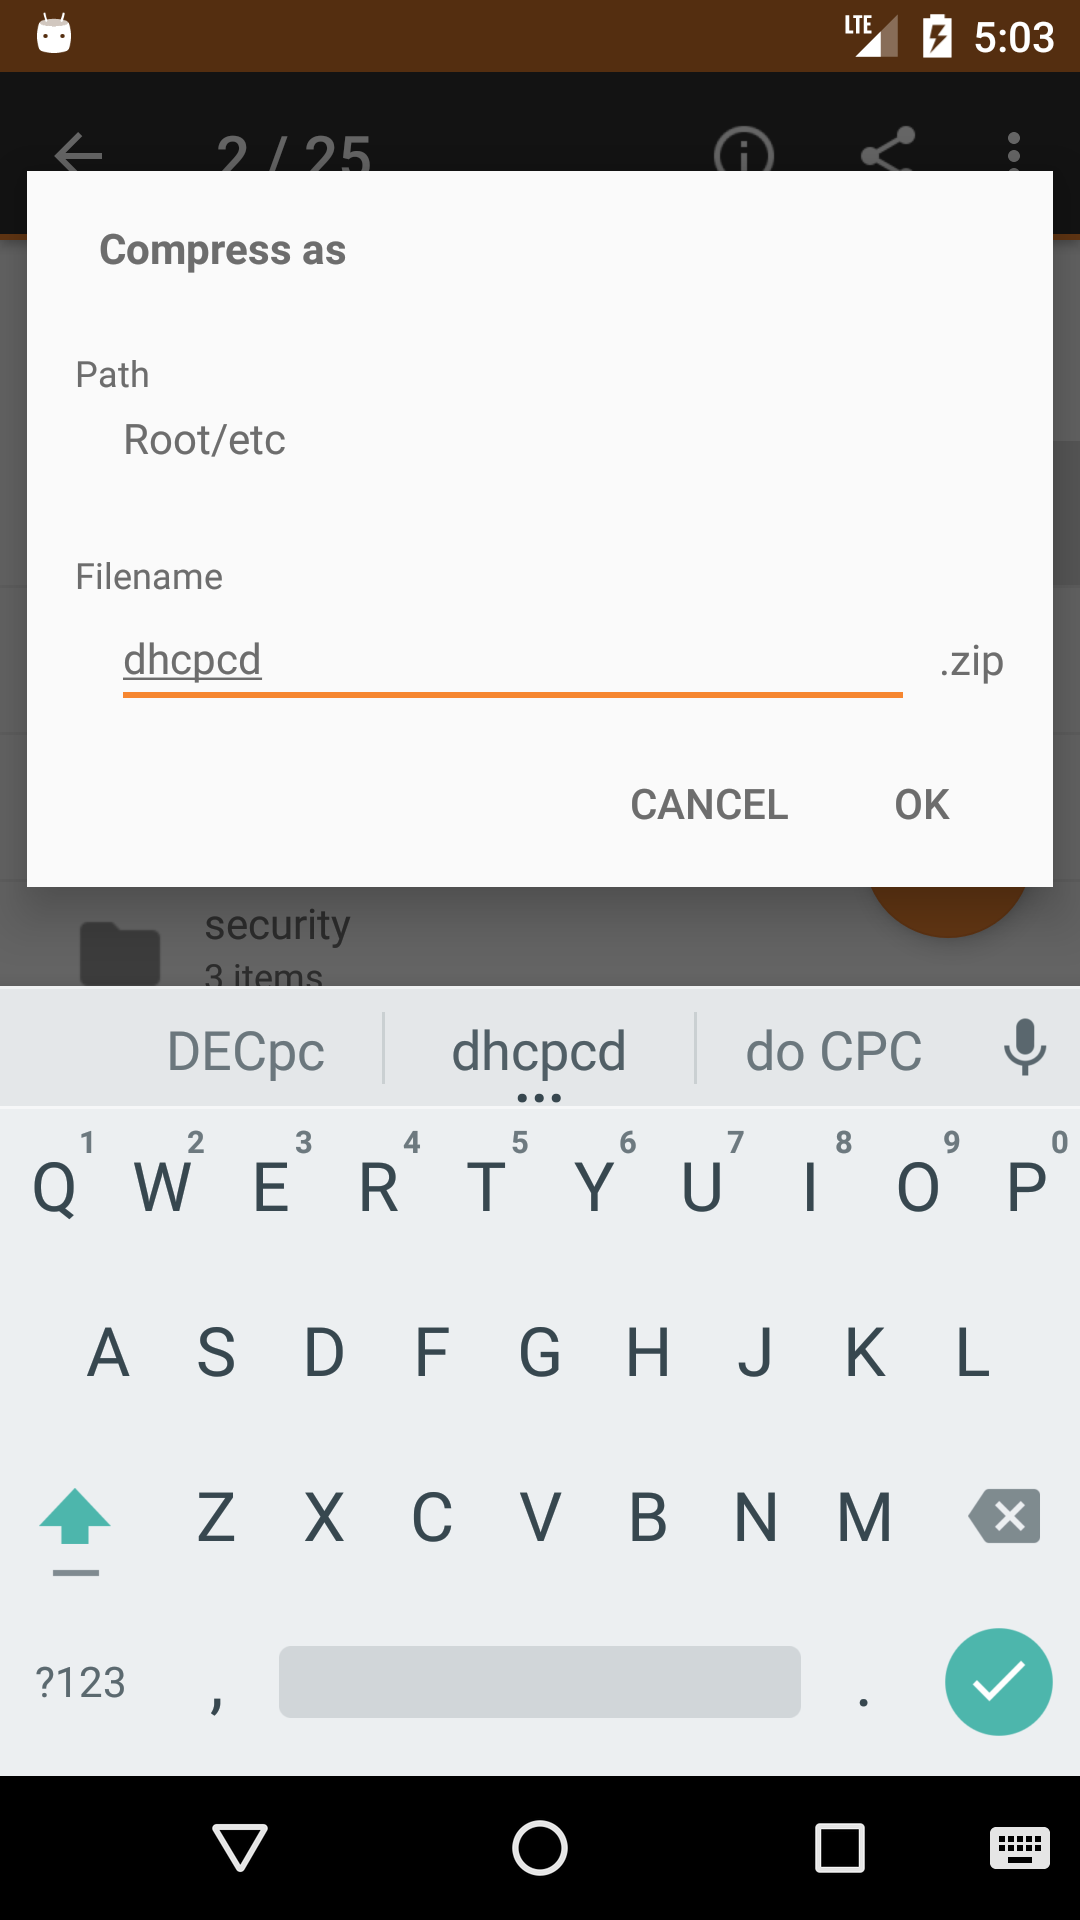 LTE 5:03
2 / 25
Compress as
Path
Root/etc
Filename
dhcpcd .zip
CANCEL OK
security
3 items
DECpc dhcpcd do CPC
1 2 3 4 5 6 7 8 9 0
Q W E R T Y U I O P
A S D F G H J K L
Z X C V B N M
?123 , .